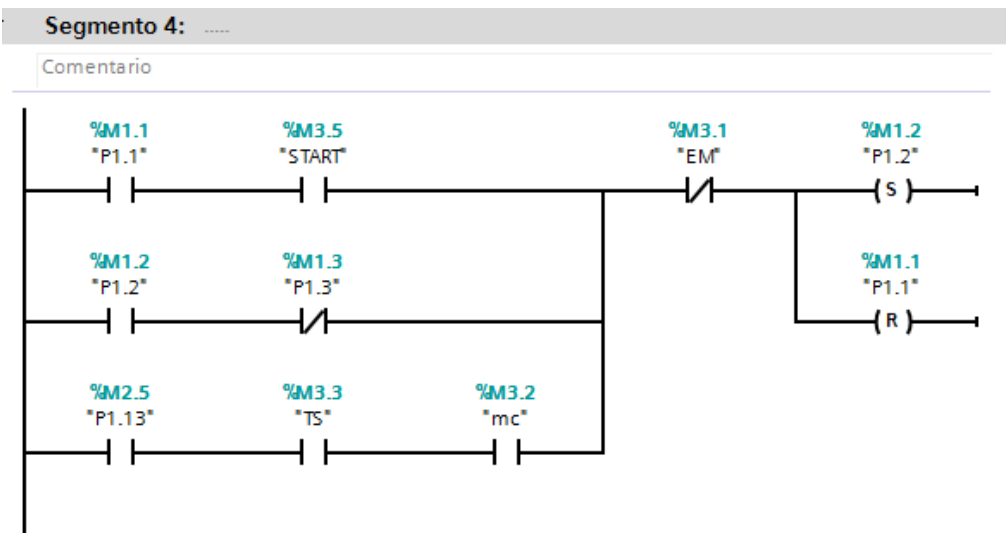 Segmento 4: .....
Comentario
%M1.1 %M3.5 %M3.1 %M1.2
"P1.1" "START" "EM" "P1.2"
S
%M1.2 %M1.3 %M1.1
"P1.2" "P1.3" "P1.1"
R
%M2.5 %M3.3 %M3.2
"P1.13" "TS" "mc"